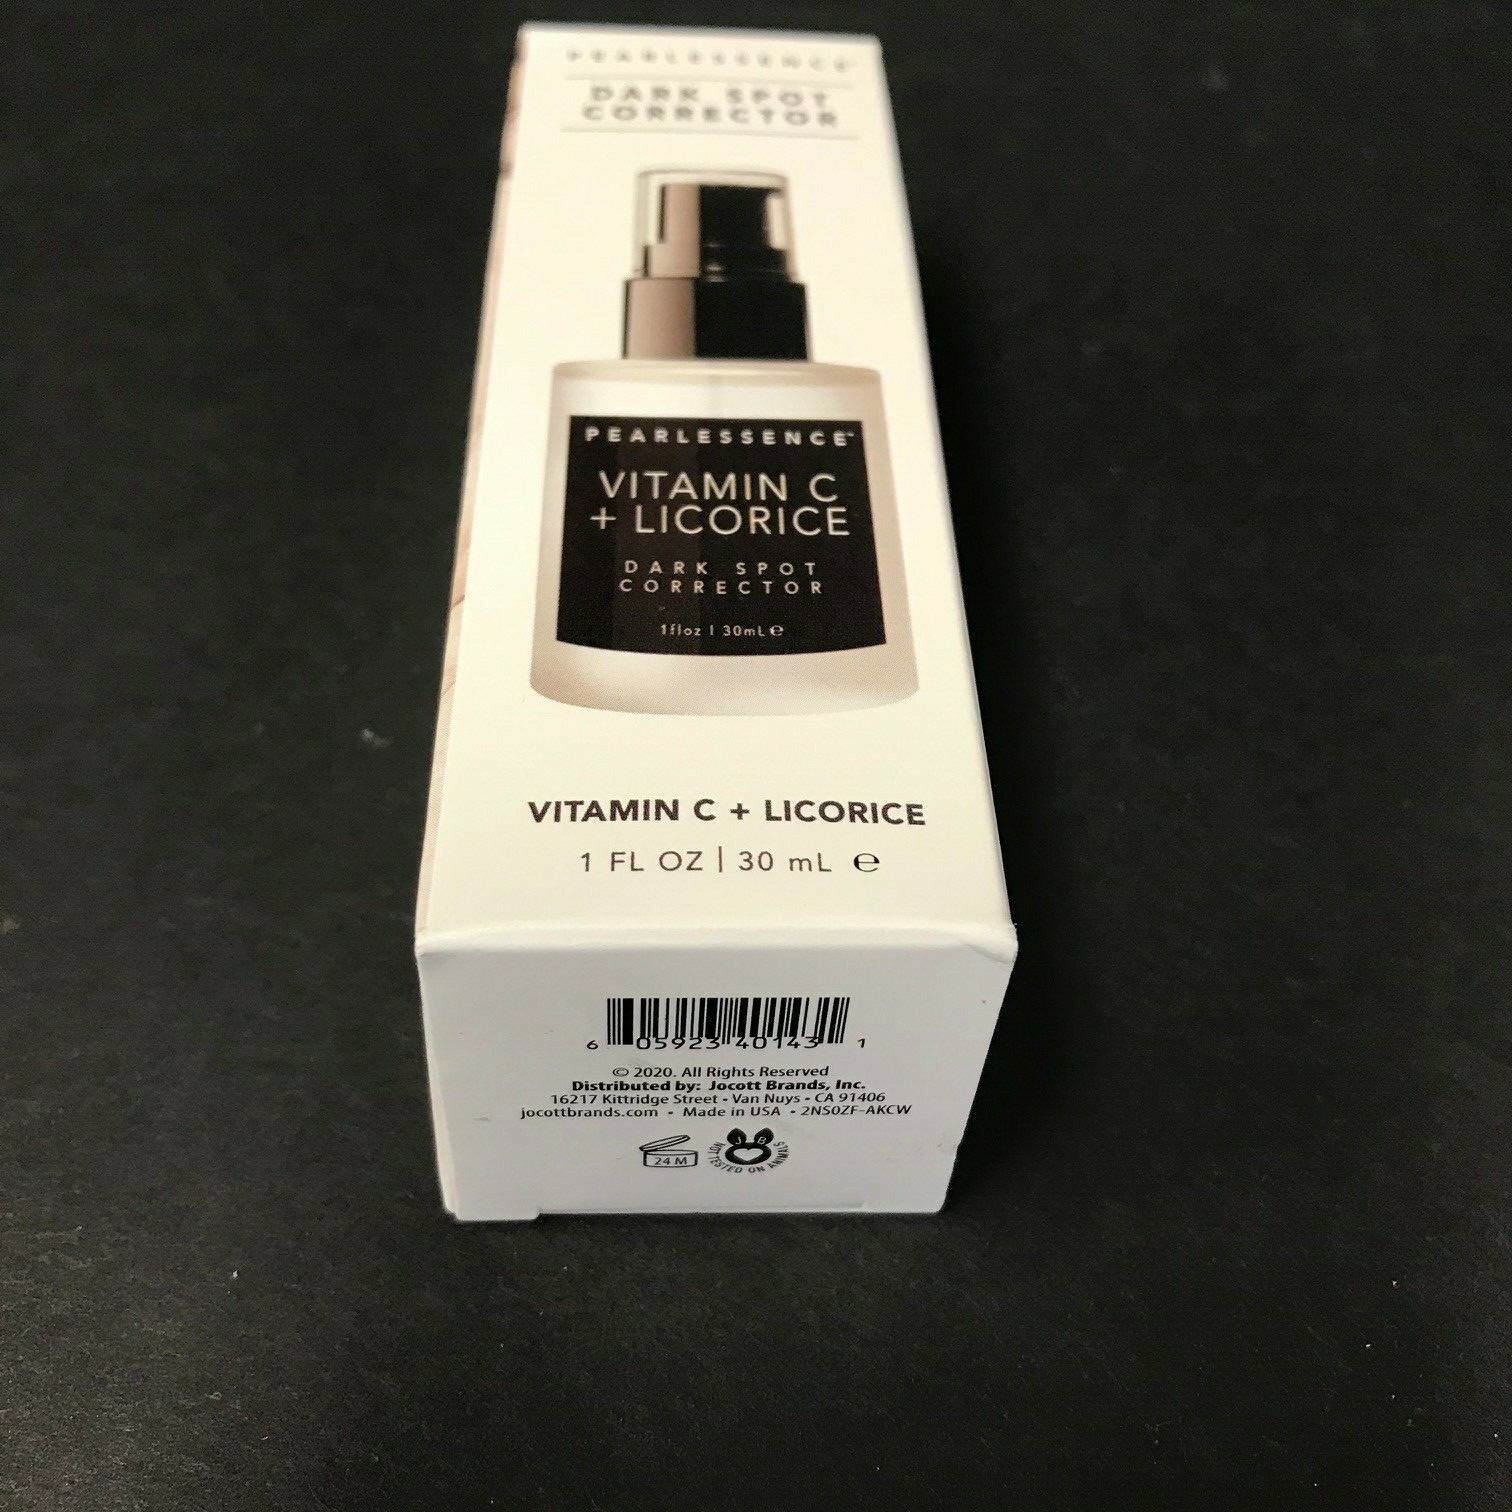 PEARLESSENCE
DARK SPOT
CORRECTOR
PEARLESSENCE™
VITAMIN C
+ LICORICE
DARK SPOT
CORRECTOR
1floz | 30mL ℮
VITAMIN C + LICORICE
1 FL OZ | 30 mL ℮
6 05923 40143 1
© 2020. All Rights Reserved
Distributed by: Jocott Brands, Inc.
16217 Kittridge Street • Van Nuys • CA 91406
jocottbrands.com • Made in USA • 2NS0ZF-AKCW
24 M
J B
NOT TESTED ON ANIMALS